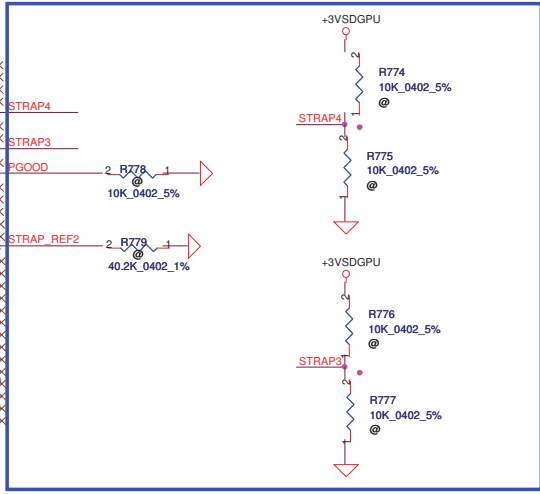 +3VSDGPU
2
R774
10K_0402_5%
@
1
STRAP4
STRAP4
2
R775
10K_0402_5%
@
1
STRAP3
PGOOD
2
R778
1
@
10K_0402_5%
STRAP_REF2
2
R779
1
@
40.2K_0402_1%
+3VSDGPU
2
R776
10K_0402_5%
@
1
STRAP3
2
R777
10K_0402_5%
@
1